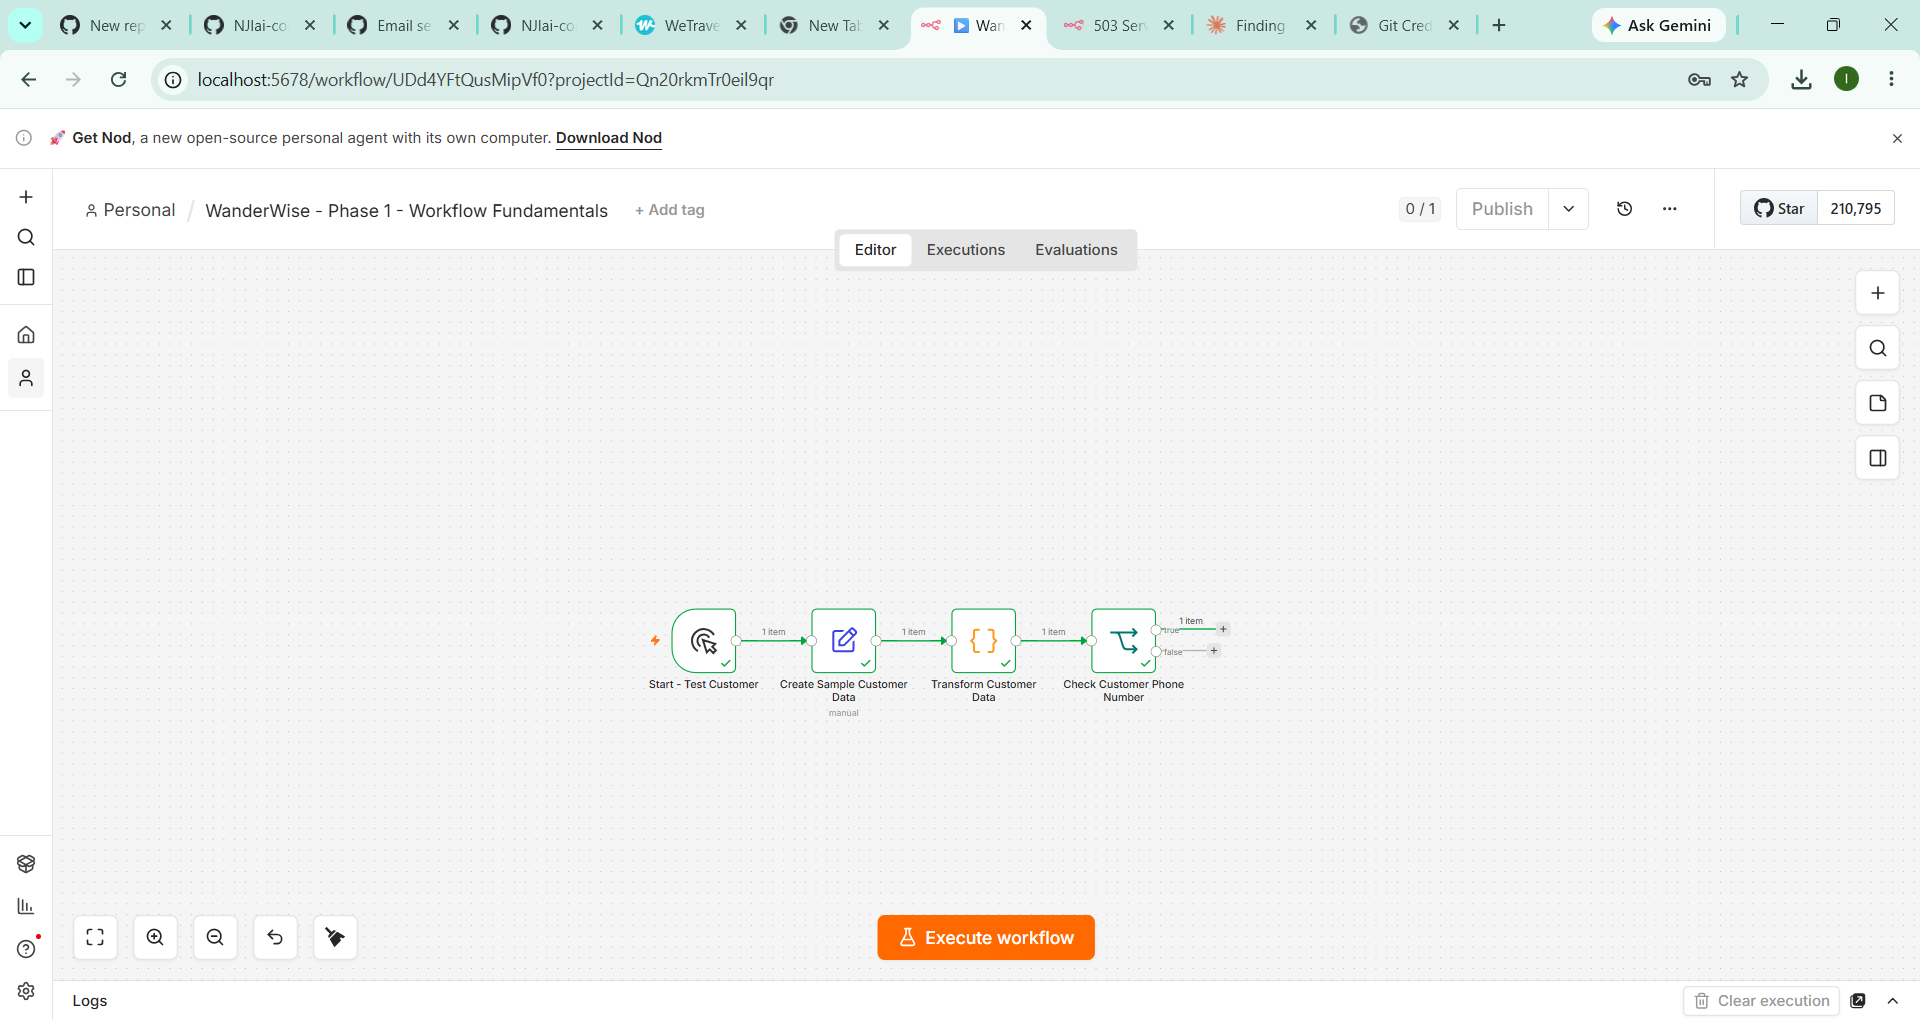 New rep
NJlai-co
Email se
NJlai-co
WeTrave
New Tab
Wan
503 Serv
Finding
Git Cred
Ask Gemini
localhost:5678/workflow/UDd4YFtQusMipVf0?projectId=Qn20rkmTr0eil9qr
I
🚀 Get Nod, a new open-source personal agent with its own computer. Download Nod
Personal / WanderWise - Phase 1 - Workflow Fundamentals + Add tag
0 / 1
Publish
Star 210,795
Editor Executions Evaluations
1 item
1 item
1 item
1 item
true
false
Start - Test Customer
Create Sample Customer
Data
manual
Transform Customer
Data
Check Customer Phone
Number
Execute workflow
Logs
Clear execution